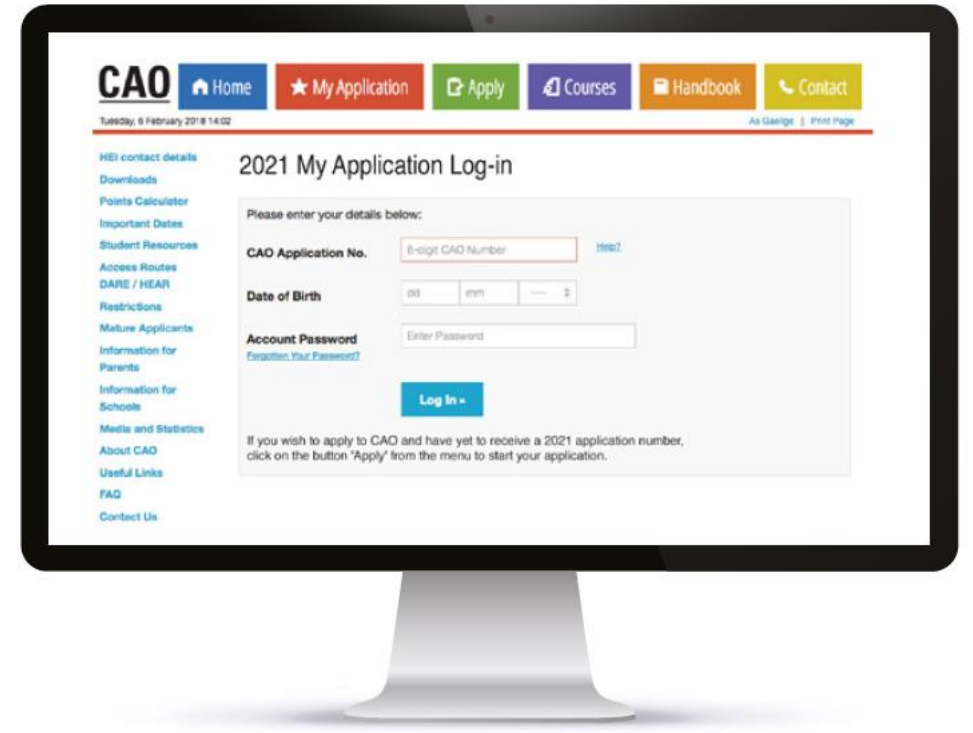 CAO
Home
My Application
Apply
Courses
Handbook
Contact
Tuesday, 6 February 2018 14:02
As Gaeilge | Print Page
HEI contact details
Downloads
Points Calculator
Important Dates
Student Resources
Access Routes
DARE / HEAR
Restrictions
Mature Applicants
Information for
Parents
Information for
Schools
Media and Statistics
About CAO
Useful Links
FAQ
Contact Us
2021 My Application Log-in
Please enter your details below:
CAO Application No.
8-digit CAO Number
Help?
Date of Birth
dd
mm
----
Account Password
Enter Password
Forgotten Your Password?
Log In »
If you wish to apply to CAO and have yet to receive a 2021 application number,
click on the button 'Apply' from the menu to start your application.